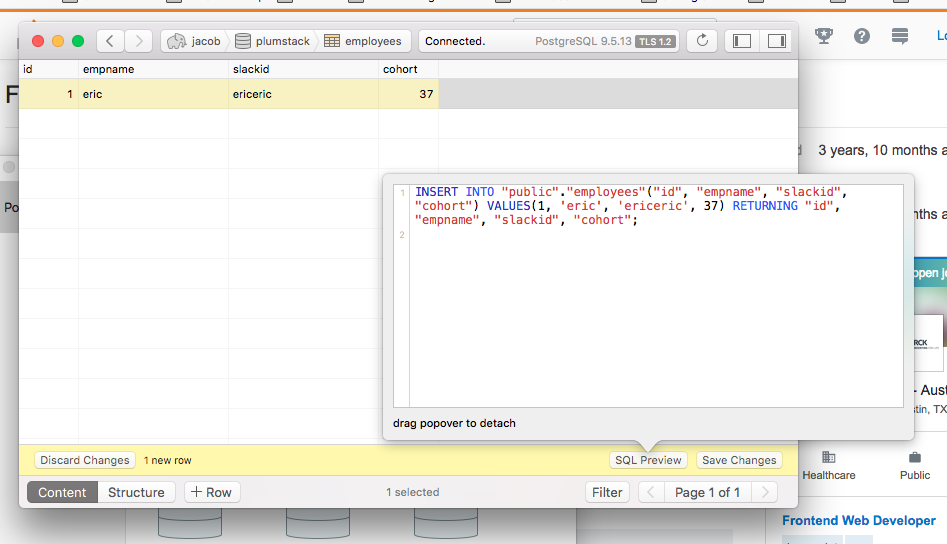 jacob
plumstack
employees
Connected.
PostgreSQL 9.5.13 TLS 1.2
id empname slackid cohort
1 eric ericeric 37
F
3 years, 10 months a
Po
1 INSERT INTO "public"."employees"("id", "empname", "slackid",
"cohort") VALUES(1, 'eric', 'ericeric', 37) RETURNING "id",
"empname", "slackid", "cohort";
2
drag popover to detach
nths a
open j
RCK
- Aust
stin, TX
Discard Changes 1 new row SQL Preview Save Changes
Content Structure + Row 1 selected Filter Page 1 of 1
Healthcare Public
Frontend Web Developer